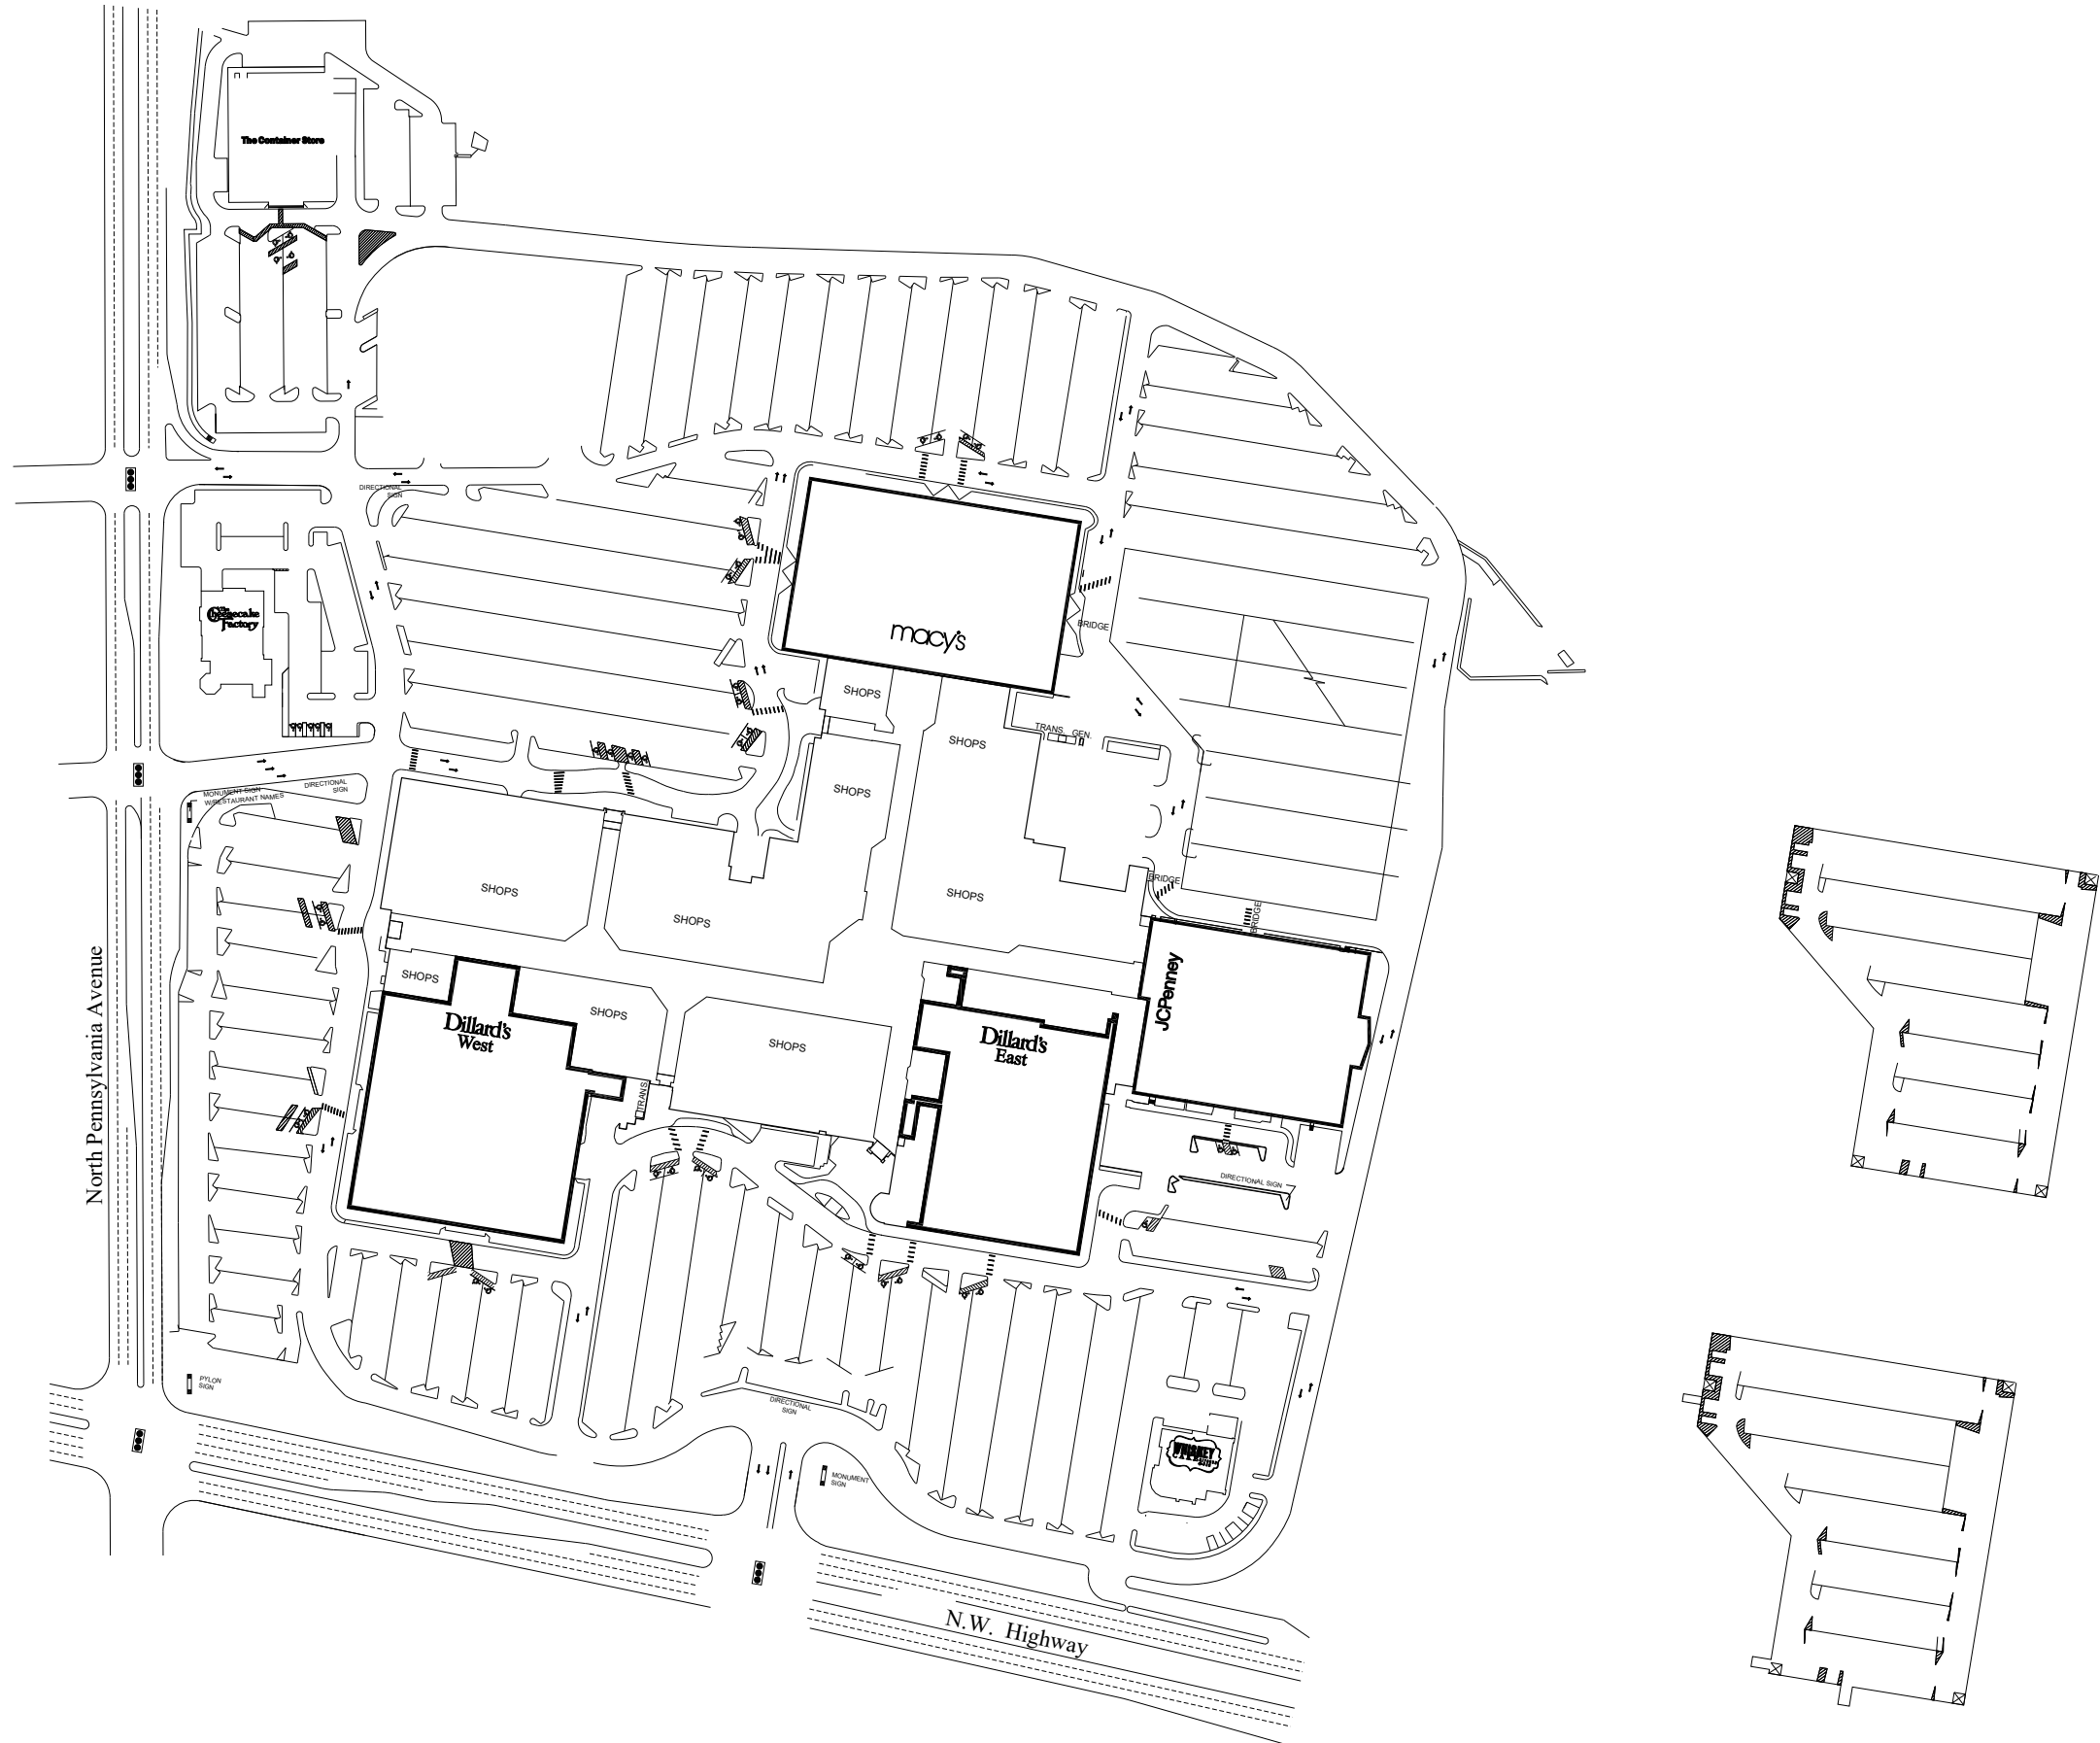 The Container Store
DIRECTIONAL
SIGN
The
Cheesecake
Factory
macy's
BRIDGE
SHOPS
TRANS.
GEN.
SHOPS
MONUMENT SIGN
W/RESTAURANT NAMES
DIRECTIONAL
SIGN
SHOPS
SHOPS
SHOPS
SHOPS
BRIDGE
BRIDGE
North Pennsylvania Avenue
SHOPS
Dillard's
West
SHOPS
SHOPS
Dillard's
East
JCPenney
TRANS.
DIRECTIONAL SIGN
PYLON
SIGN
DIRECTIONAL
SIGN
WHISKEY
MONUMENT
SIGN
N.W. Highway